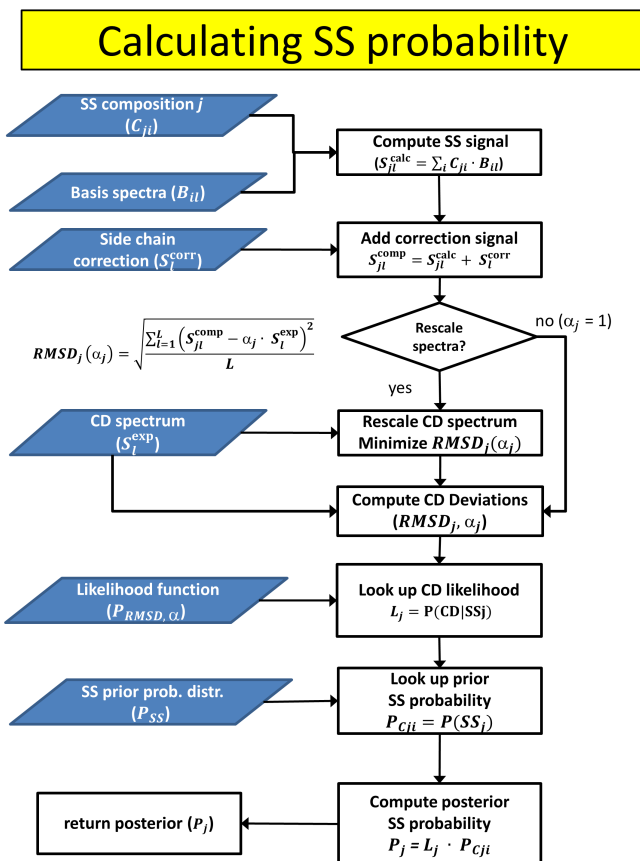 Calculating SS probability
SS composition j
(C_ji)
Compute SS signal
(S_jl^calc = ∑_i C_ji · B_il)
Basis spectra (B_il)
Side chain
correction (S_l^corr)
Add correction signal
S_jl^comp = S_jl^calc + S_l^corr
RMSD_j(α_j) = √(∑_{l=1}^{L} (S_jl^comp − α_j · S_l^exp)^2 / L)
Rescale
spectra?
no (α_j = 1)
yes
CD spectrum
(S_l^exp)
Rescale CD spectrum
Minimize RMSD_j(α_j)
Compute CD Deviations
(RMSD_j, α_j)
Likelihood function
(P_RMSD,α)
Look up CD likelihood
L_j = P(CD|SSj)
SS prior prob. distr.
(P_SS)
Look up prior
SS probability
P_Cji = P(SS_j)
return posterior (P_j)
Compute posterior
SS probability
P_j = L_j · P_Cji